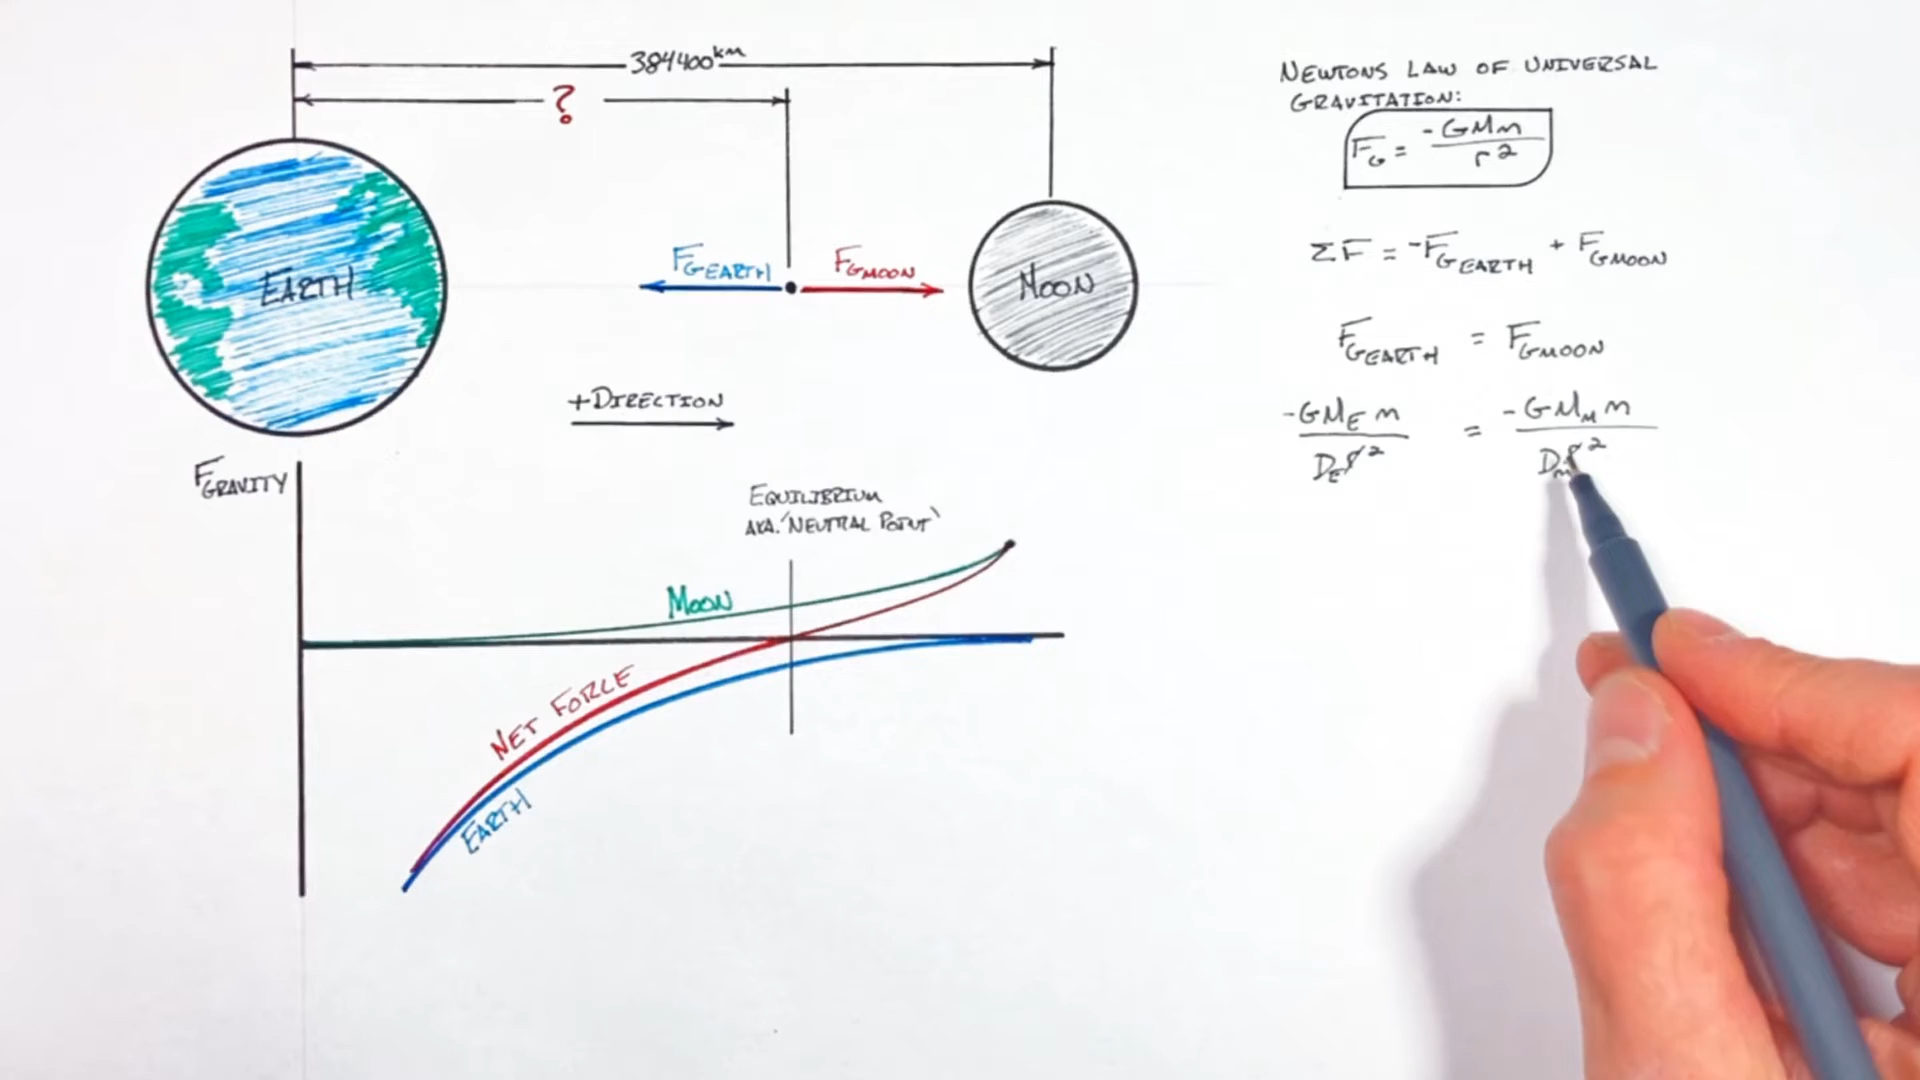 384400km
?
EARTH
FGEARTH
FGMOON
MOON
+DIRECTION
FGRAVITY
EQUILIBRIUM
AKA. 'NEUTRAL POINT'
MOON
NET FORCE
EARTH
NEWTONS LAW OF UNIVERSAL
GRAVITATION:
FG = -GMm / r²
ΣF = -FGEARTH + FGMOON
FGEARTH = FGMOON
-GMEm / DE² = -GMMm / Dm²